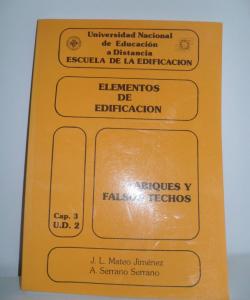 Universidad Nacional
de Educación
a Distancia
ESCUELA DE LA EDIFICACION
ELEMENTOS
DE
EDIFICACION
TABIQUES Y
FALSOS TECHOS
Cap. 3
U.D. 2
J. L. Mateo Jiménez
A. Serrano Serrano